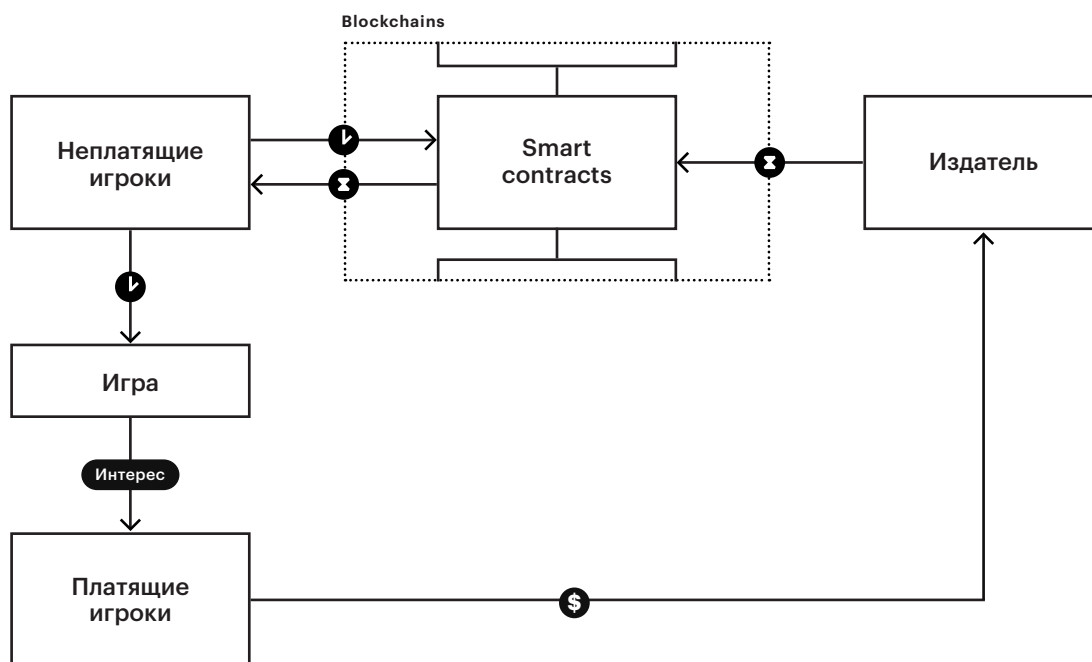 Blockchains
Неплатящие
игроки
Smart
contracts
Издатель
Игра
Интерес
Платящие
игроки
$